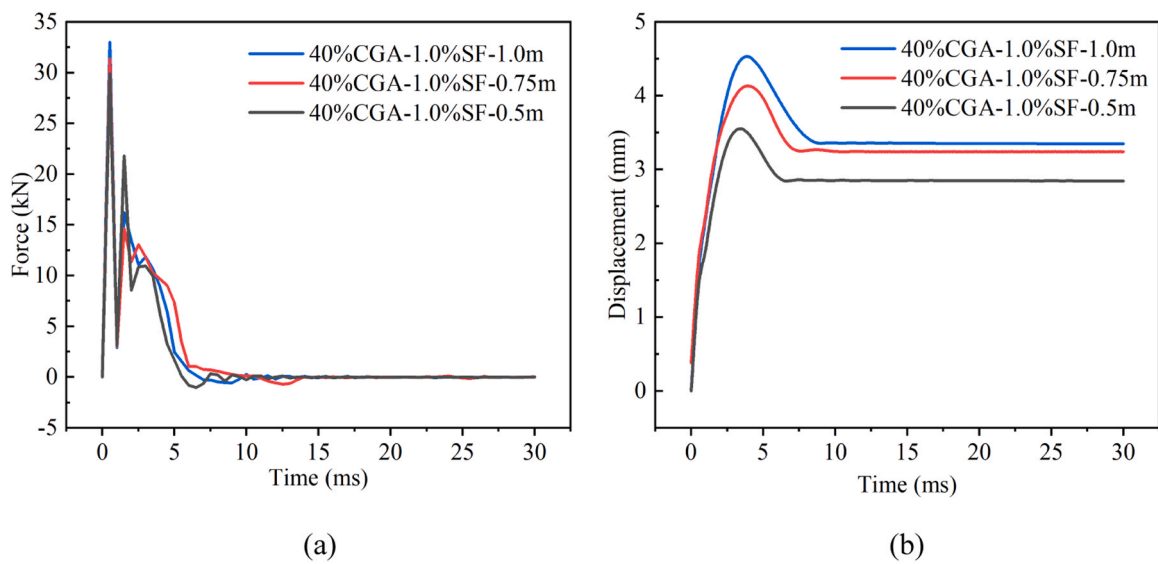 35
30
25
20
15
10
5
0
-5
Force (kN)
40%CGA-1.0%SF-1.0m
40%CGA-1.0%SF-0.75m
40%CGA-1.0%SF-0.5m
0 5 10 15 20 25 30
Time (ms)
(a)
5
4
3
2
1
0
Displacement (mm)
40%CGA-1.0%SF-1.0m
40%CGA-1.0%SF-0.75m
40%CGA-1.0%SF-0.5m
0 5 10 15 20 25 30
Time (ms)
(b)